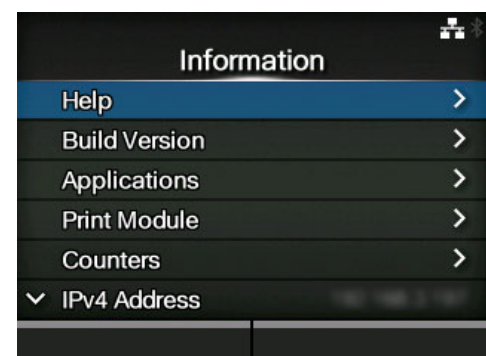 Information
Help
Build Version
Applications
Print Module
Counters
IPv4 Address